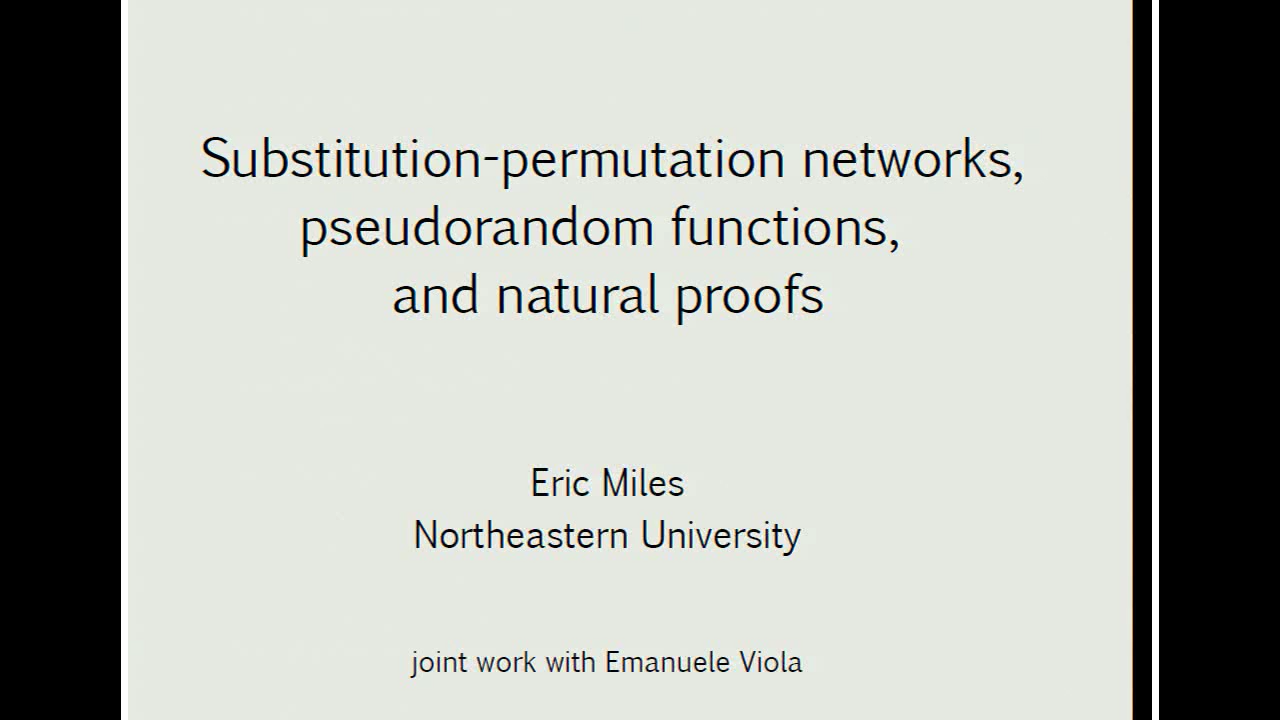 Substitution-permutation networks,
pseudorandom functions,
and natural proofs
Eric Miles
Northeastern University
joint work with Emanuele Viola